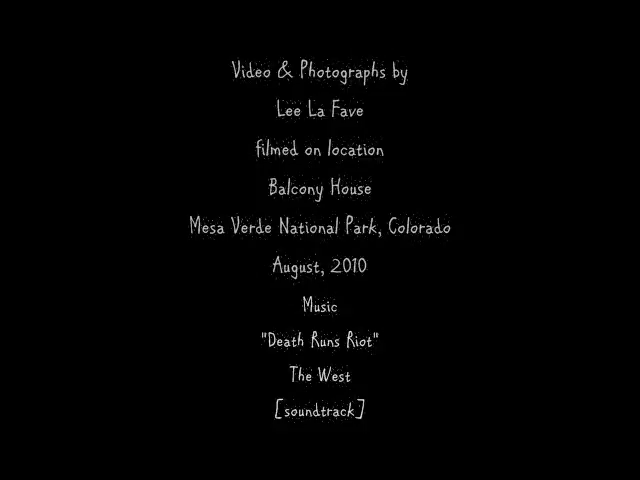 Video & Photographs by
Lee La Fave
filmed on location
Balcony House
Mesa Verde National Park, Colorado
August, 2010
Music
"Death Runs Riot"
The West
[soundtrack]